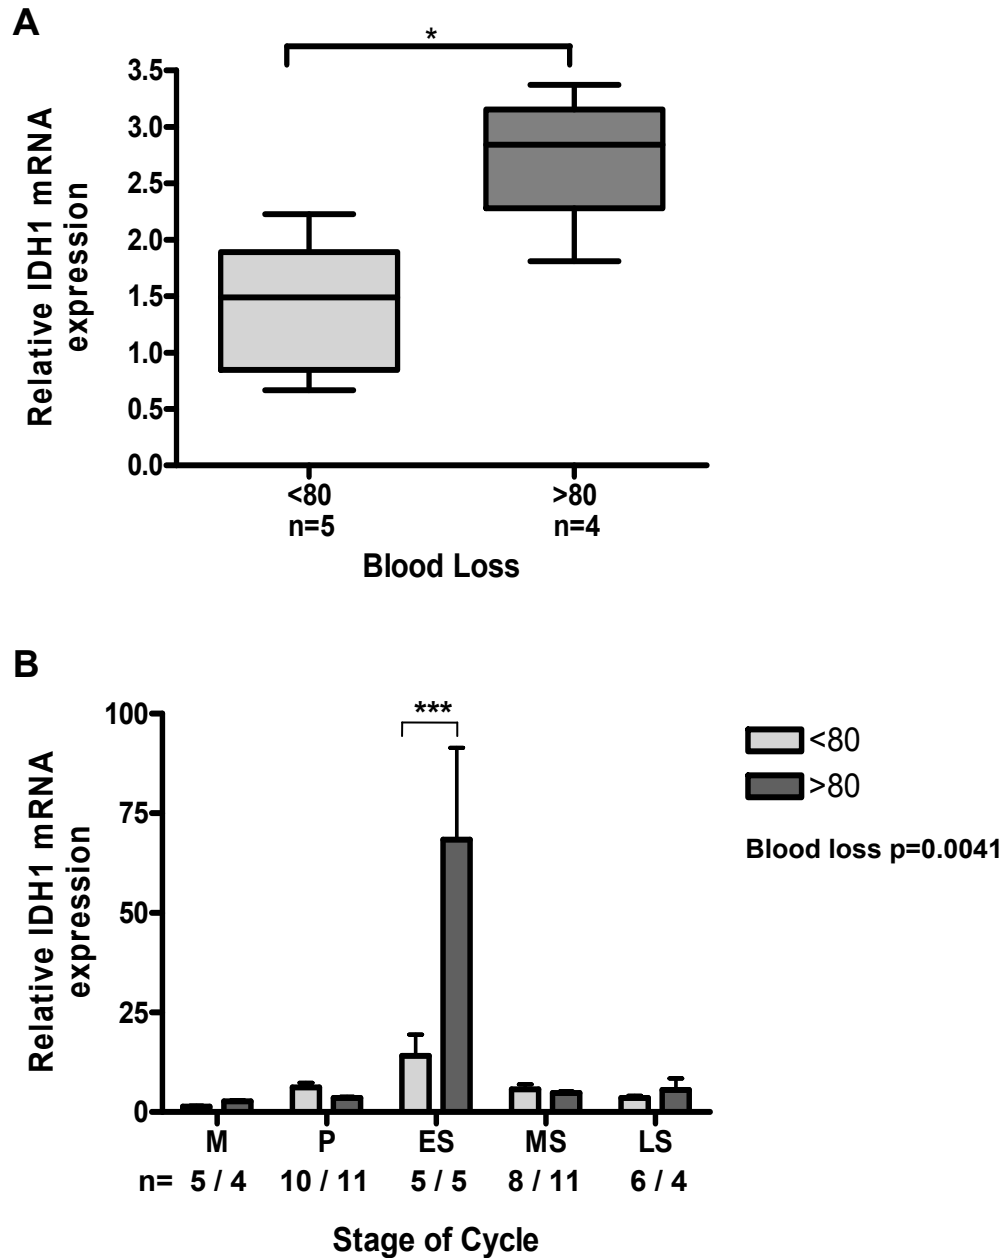 A
*
3.5
3.0
2.5
2.0
1.5
1.0
0.5
0.0
Relative IDH1 mRNA
expression
<80 >80
n=5 n=4
Blood Loss
B
***
100
75
50
25
0
Relative IDH1 mRNA
expression
<80
>80
Blood loss p=0.0041
M P ES MS LS
n= 5 / 4 10 / 11 5 / 5 8 / 11 6 / 4
Stage of Cycle